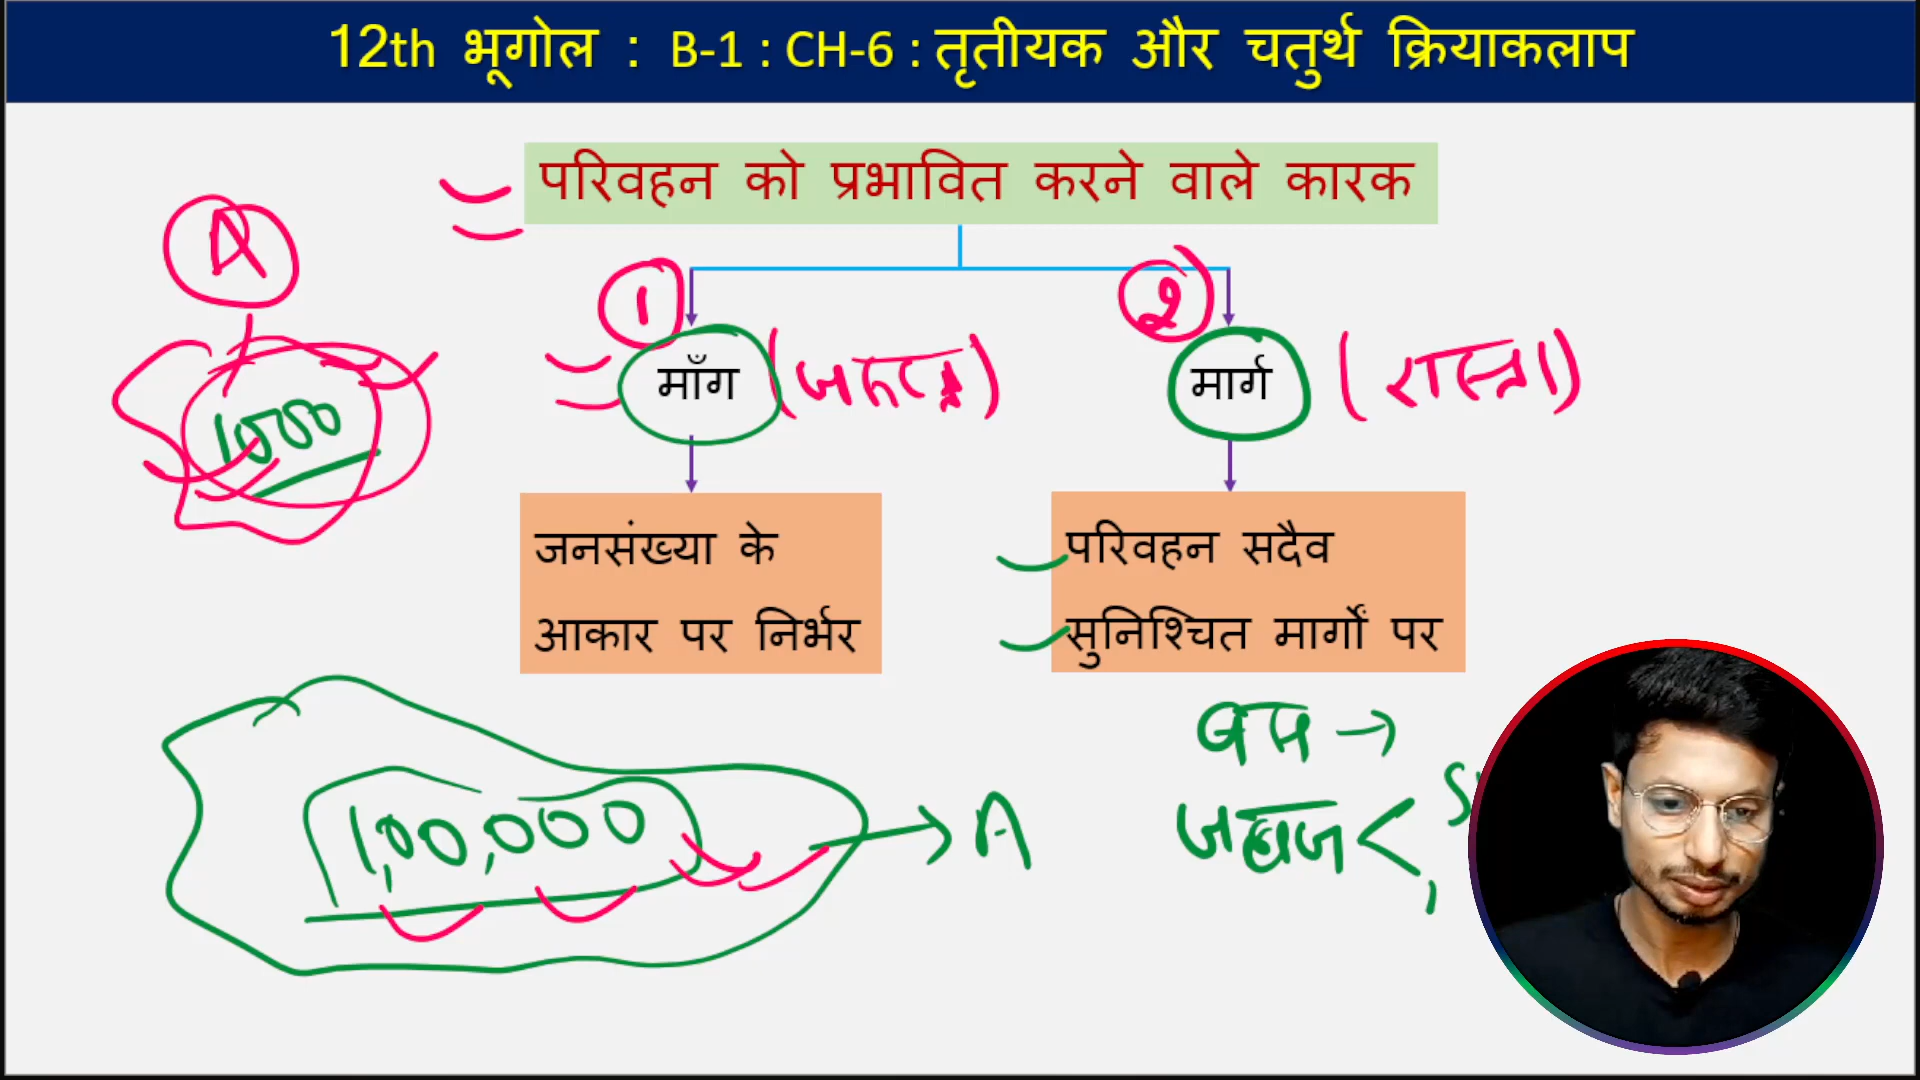 12th भूगोल : B-1 : CH-6 : तृतीयक और चतुर्थ क्रियाकलाप
परिवहन को प्रभावित करने वाले कारक
A
1
2
माँग (जरूरत)
मार्ग (रास्ता)
1000
जनसंख्या के
आकार पर निर्भर
परिवहन सदैव
सुनिश्चित मार्गों पर
बस →
1,00,000 → A
जहाज <